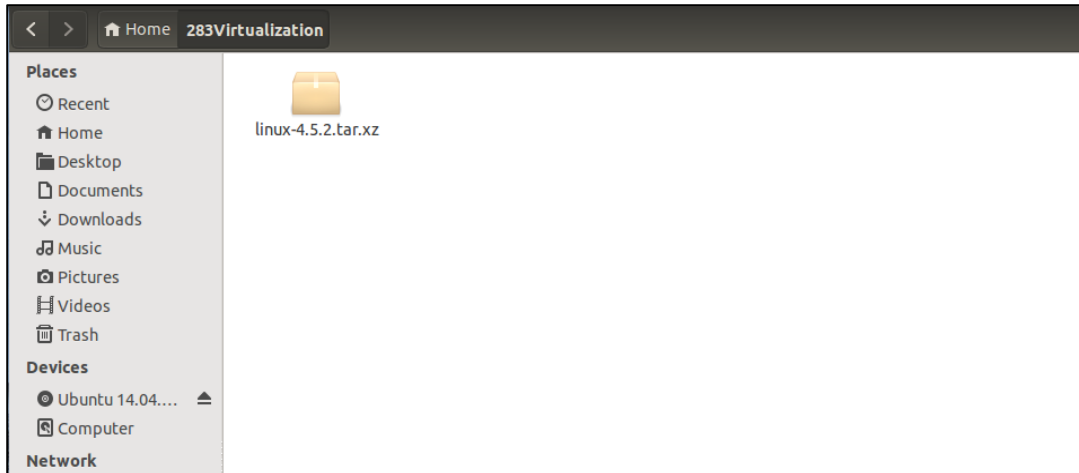 Home 283Virtualization
Places
Recent
Home
Desktop
Documents
Downloads
Music
Pictures
Videos
Trash
Devices
Ubuntu 14.04....
Computer
Network
linux-4.5.2.tar.xz